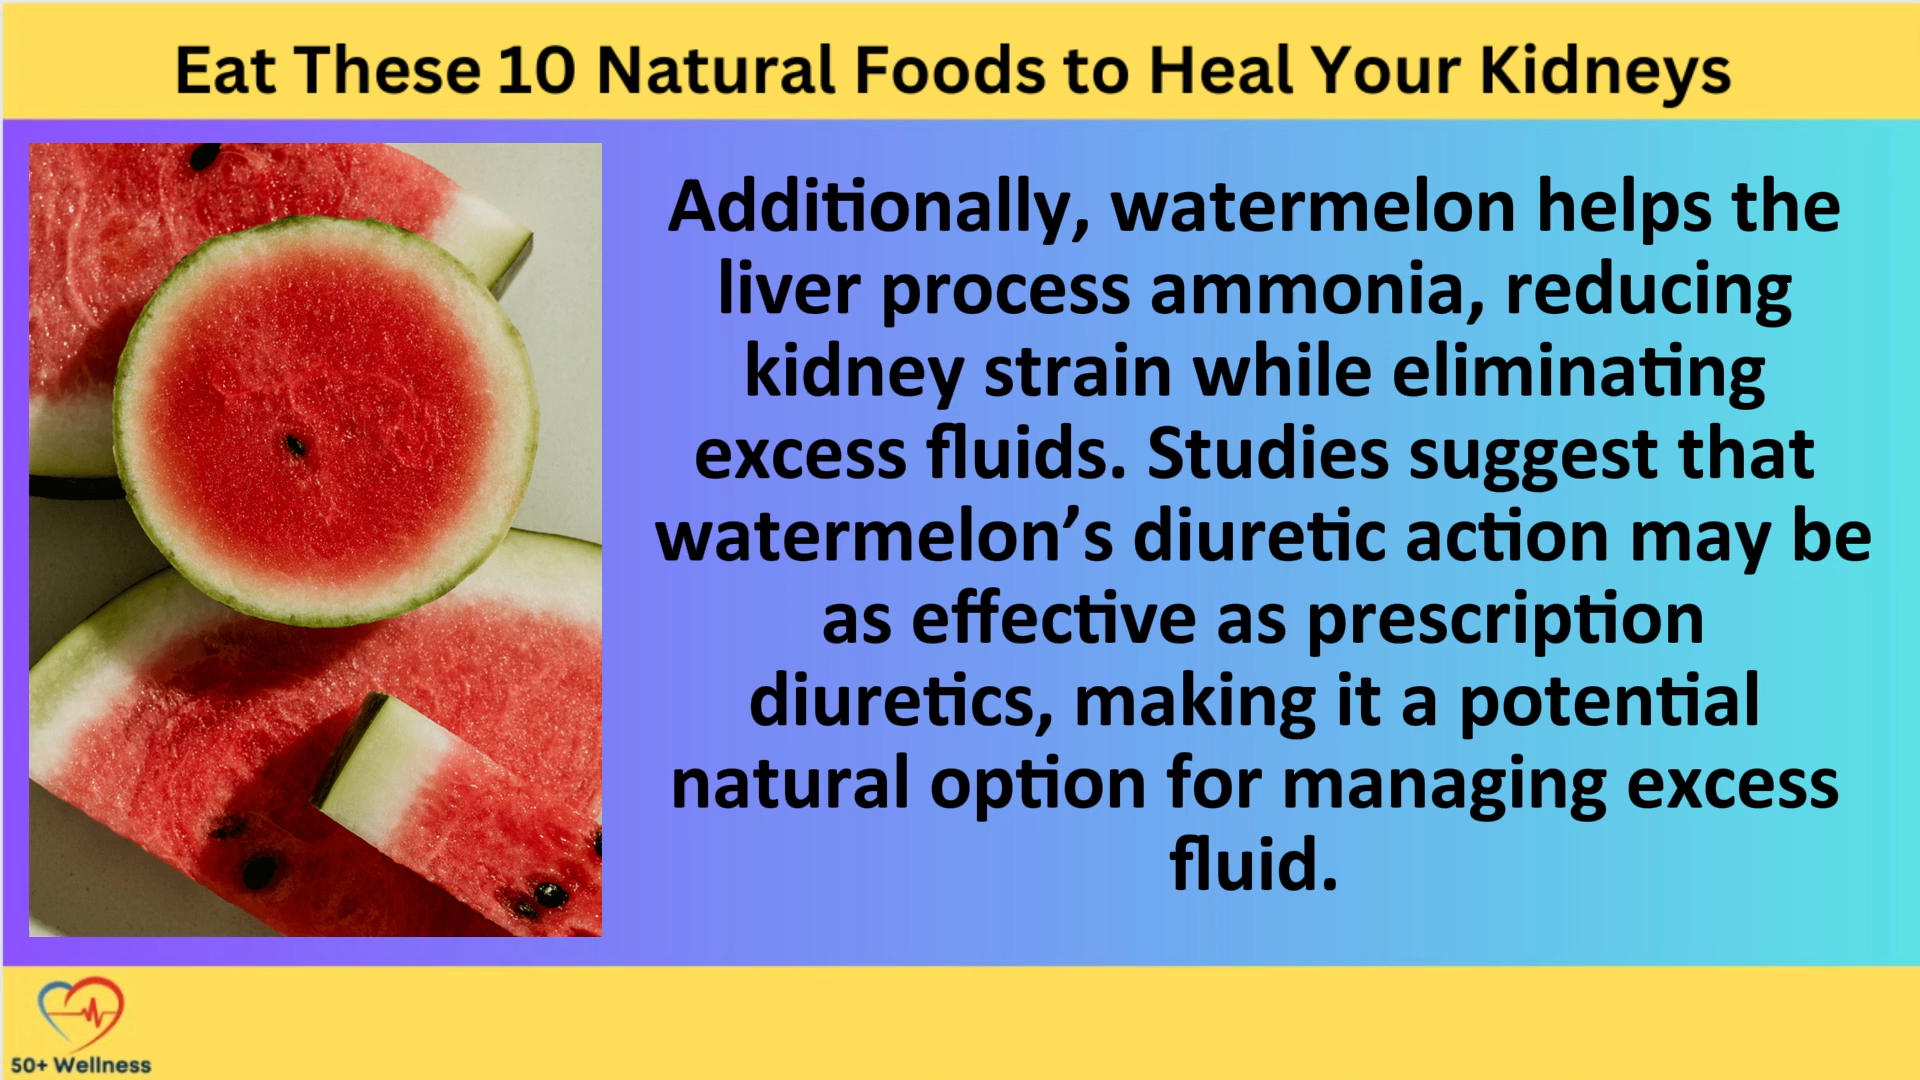 Eat These 10 Natural Foods to Heal Your Kidneys
Additionally, watermelon helps the
liver process ammonia, reducing
kidney strain while eliminating
excess fluids. Studies suggest that
watermelon’s diuretic action may be
as effective as prescription
diuretics, making it a potential
natural option for managing excess
fluid.
50+ Wellness